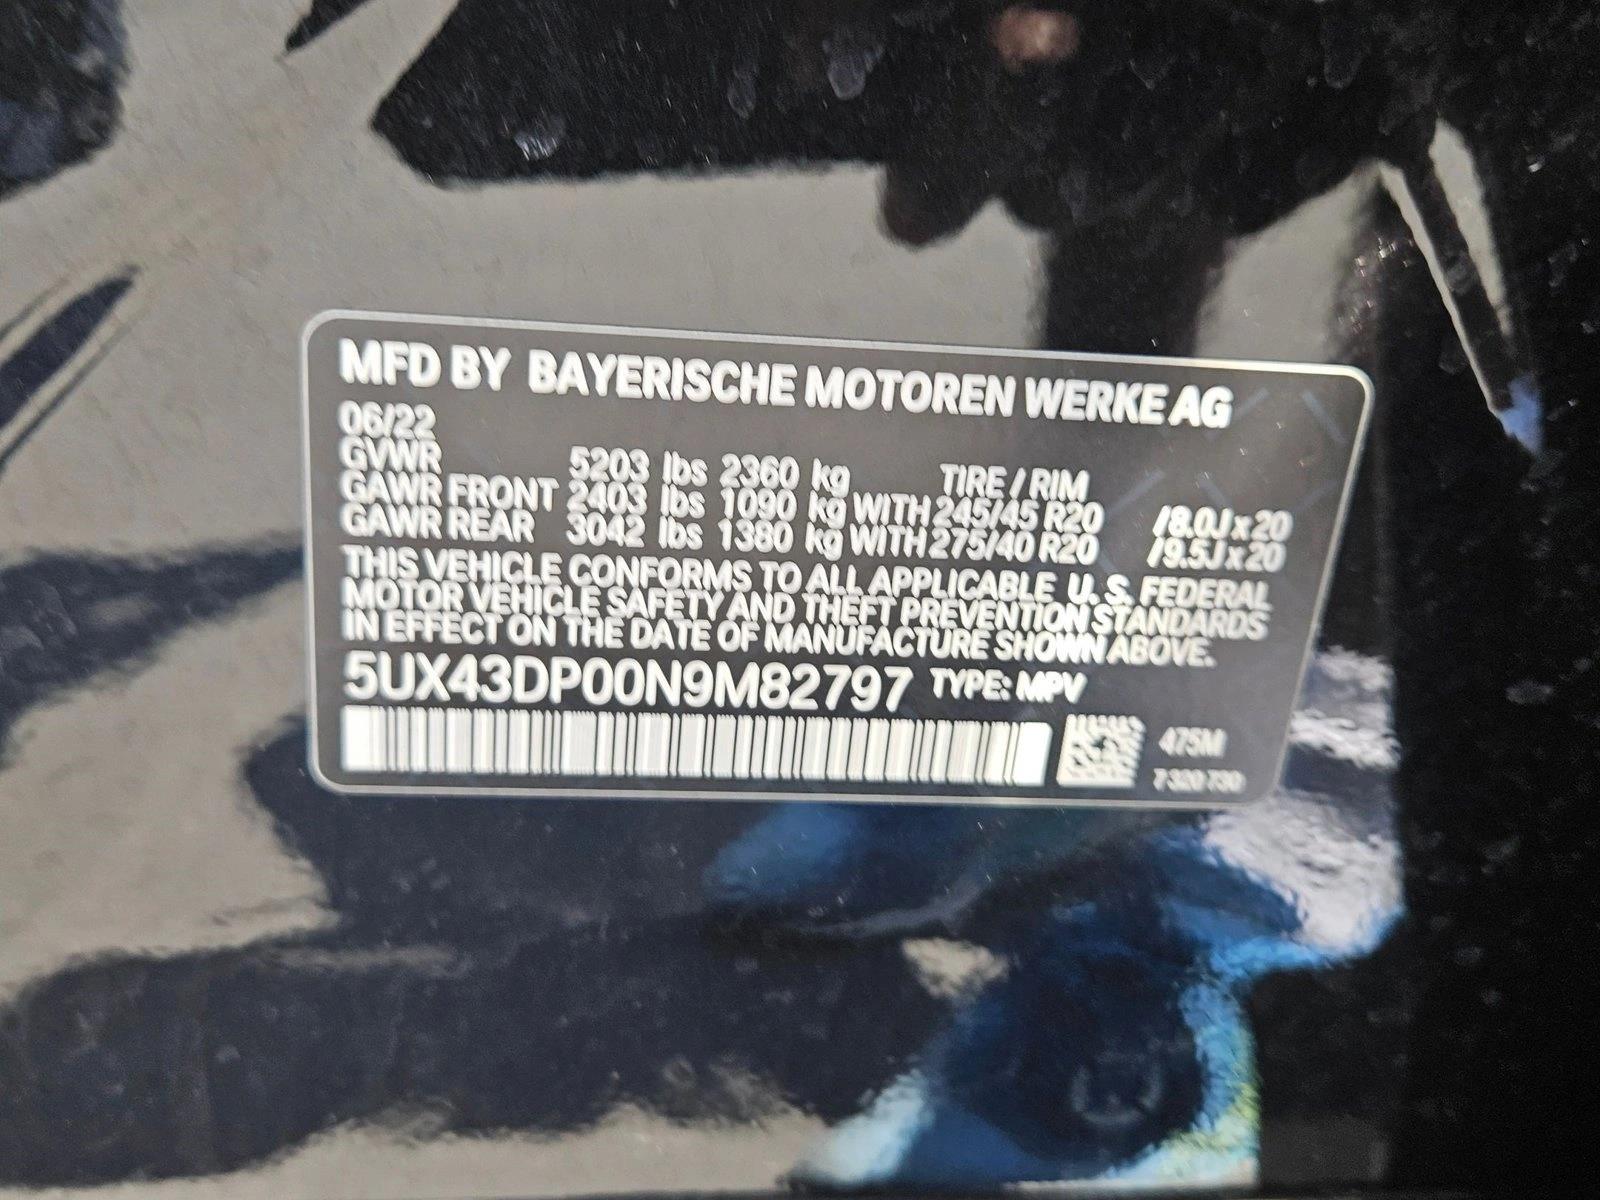 MFD BY BAYERISCHE MOTOREN WERKE AG
06/22
GVWR 5203 lbs 2360 kg TIRE / RIM
GAWR FRONT 2403 lbs 1090 kg WITH 245/45 R20 /8.0J x 20
GAWR REAR 3042 lbs 1380 kg WITH 275/40 R20 /9.5J x 20
THIS VEHICLE CONFORMS TO ALL APPLICABLE U. S. FEDERAL
MOTOR VEHICLE SAFETY AND THEFT PREVENTION STANDARDS
IN EFFECT ON THE DATE OF MANUFACTURE SHOWN ABOVE.
5UX43DP00N9M82797 TYPE: MPV
475M
7 320 730